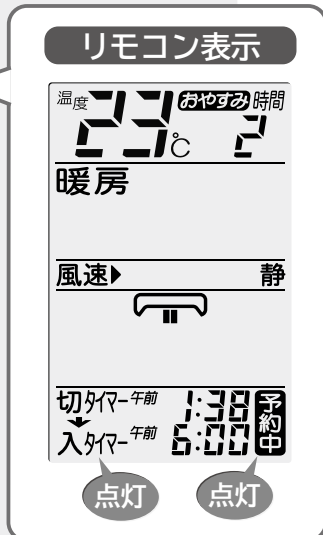 リモコン表示
温度 23℃ おやすみ 時間 2
暖房
風速▶ 静
切タイマー 午前 1:38 予約中
入タイマー 午前 6:00
点灯 点灯